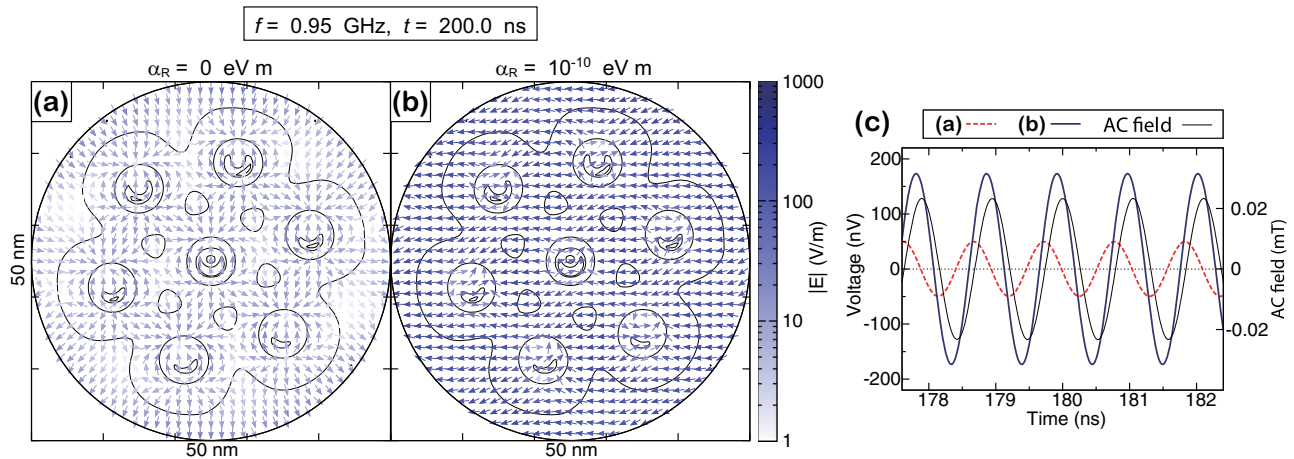 f = 0.95 GHz, t = 200.0 ns
αR = 0 eV m
αR = 10⁻¹⁰ eV m
(a)
(b)
50 nm
50 nm
50 nm
1000
100
10
1
|E| (V/m)
(c)
(a) (b) AC field
200
100
0
-100
-200
Voltage (nV)
0.02
0
-0.02
AC field (mT)
178 179 180 181 182
Time (ns)